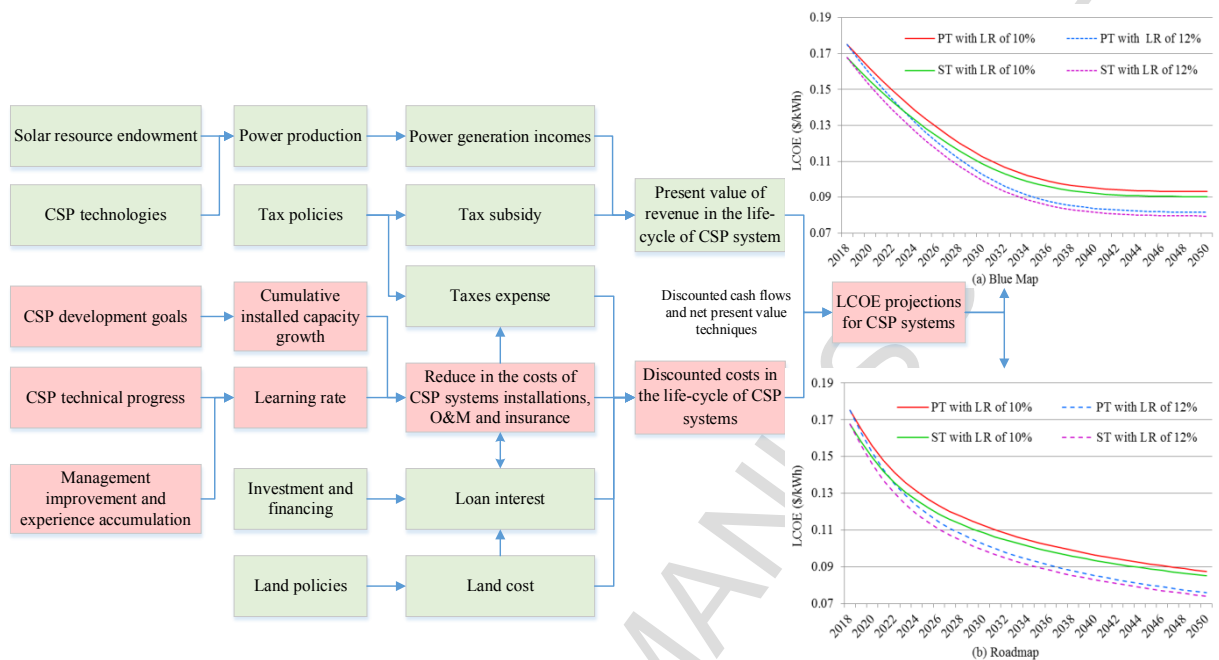 Solar resource endowment
Power production
Power generation incomes
CSP technologies
Tax policies
Tax subsidy
Present value of
revenue in the life-
cycle of CSP system
Taxes expense
CSP development goals
Cumulative
installed capacity
growth
Discounted cash flows
and net present value
techniques
LCOE projections
for CSP systems
CSP technical progress
Learning rate
Reduce in the costs of
CSP systems installations,
O&M and insurance
Discounted costs in
the life-cycle of CSP
systems
Management
improvement and
experience accumulation
Investment and
financing
Loan interest
Land policies
Land cost
0.19
0.17
0.15
0.13
0.11
0.09
0.07
LCOE ($/kWh)
PT with LR of 10%
PT with LR of 12%
ST with LR of 10%
ST with LR of 12%
2018 2020 2022 2024 2026 2028 2030 2032 2034 2036 2038 2040 2042 2044 2046 2048 2050
(a) Blue Map
0.19
0.17
0.15
0.13
0.11
0.09
0.07
LCOE ($/kWh)
PT with LR of 10%
PT with LR of 12%
ST with LR of 10%
ST with LR of 12%
2018 2020 2022 2024 2026 2028 2030 2032 2034 2036 2038 2040 2042 2044 2046 2048 2050
(b) Roadmap